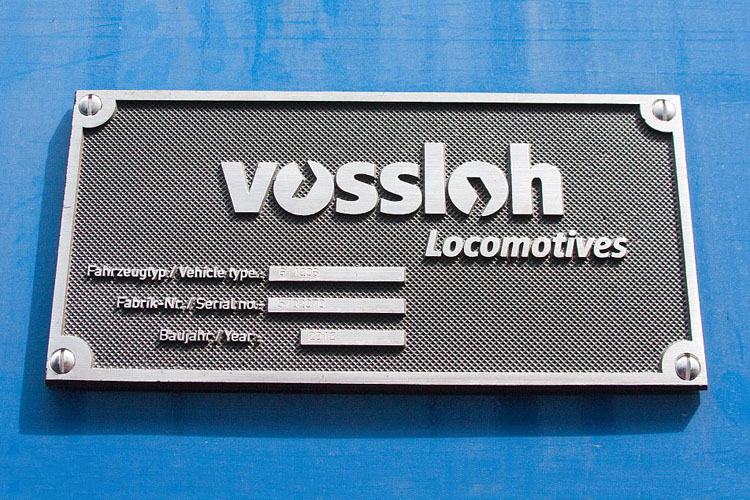 vossloh
Locomotives
Fahrzeugtyp / Vehicle type :
Fabrik-Nr. / Serial no.:
Baujahr / Year :